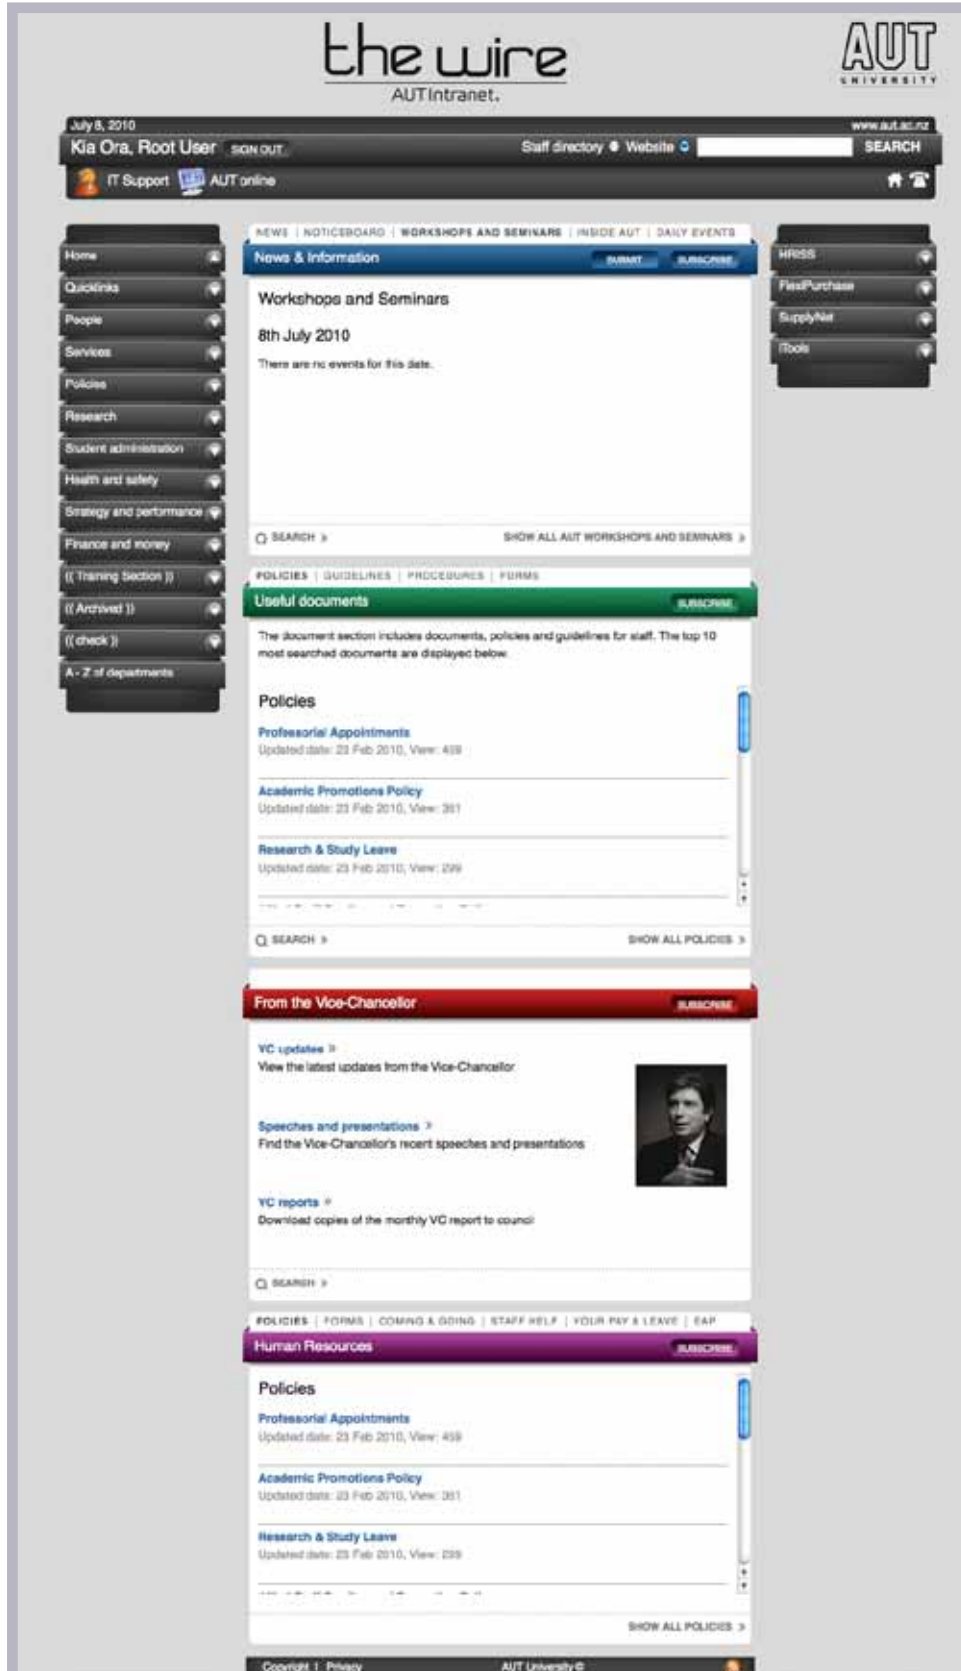 the wire
AUT Intranet.
AUT
UNIVERSITY
July 8, 2010
www.aut.ac.nz
Kia Ora, Root User SIGN OUT
Staff directory Website SEARCH
IT Support AUT online
Home
Quicklinks
People
Services
Policies
Research
Student administration
Health and safety
Strategy and performance
Finance and money
(( Training Section ))
(( Archived ))
(( check ))
A - Z of departments
NEWS | NOTICEBOARD | WORKSHOPS AND SEMINARS | INSIDE AUT | DAILY EVENTS
News & Information SUBMIT SUBSCRIBE
Workshops and Seminars
8th July 2010
There are no events for this date.
SEARCH »
SHOW ALL AUT WORKSHOPS AND SEMINARS »
HRISS
FlexiPurchase
SupplyNet
iTools
POLICIES | GUIDELINES | PROCEDURES | FORMS
Useful documents SUBSCRIBE
The document section includes documents, policies and guidelines for staff. The top 10
most searched documents are displayed below.
Policies
Professorial Appointments
Updated date: 23 Feb 2010, View: 459
Academic Promotions Policy
Updated date: 23 Feb 2010, View: 361
Research & Study Leave
Updated date: 23 Feb 2010, View: 299
SEARCH »
SHOW ALL POLICIES »
From the Vice-Chancellor SUBSCRIBE
VC updates »
View the latest updates from the Vice-Chancellor
Speeches and presentations »
Find the Vice-Chancellor's recent speeches and presentations
VC reports »
Download copies of the monthly VC report to council
SEARCH »
POLICIES | FORMS | COMING & GOING | STAFF HELP | YOUR PAY & LEAVE | EAP
Human Resources SUBSCRIBE
Policies
Professorial Appointments
Updated date: 23 Feb 2010, View: 459
Academic Promotions Policy
Updated date: 23 Feb 2010, View: 361
Research & Study Leave
Updated date: 23 Feb 2010, View: 299
SHOW ALL POLICIES »
Copyright | Privacy
AUT University ©